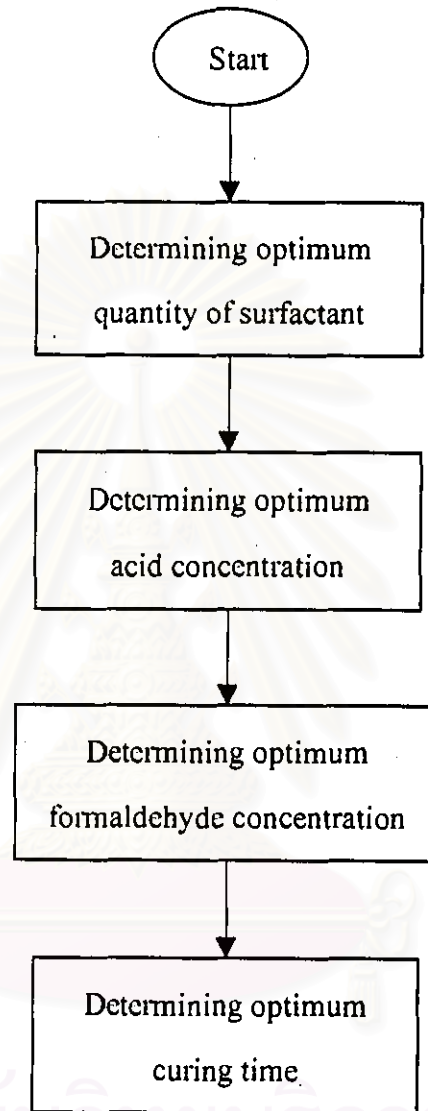 Start
Determining optimum
quantity of surfactant
Determining optimum
acid concentration
Determining optimum
formaldehyde concentration
Determining optimum
curing time